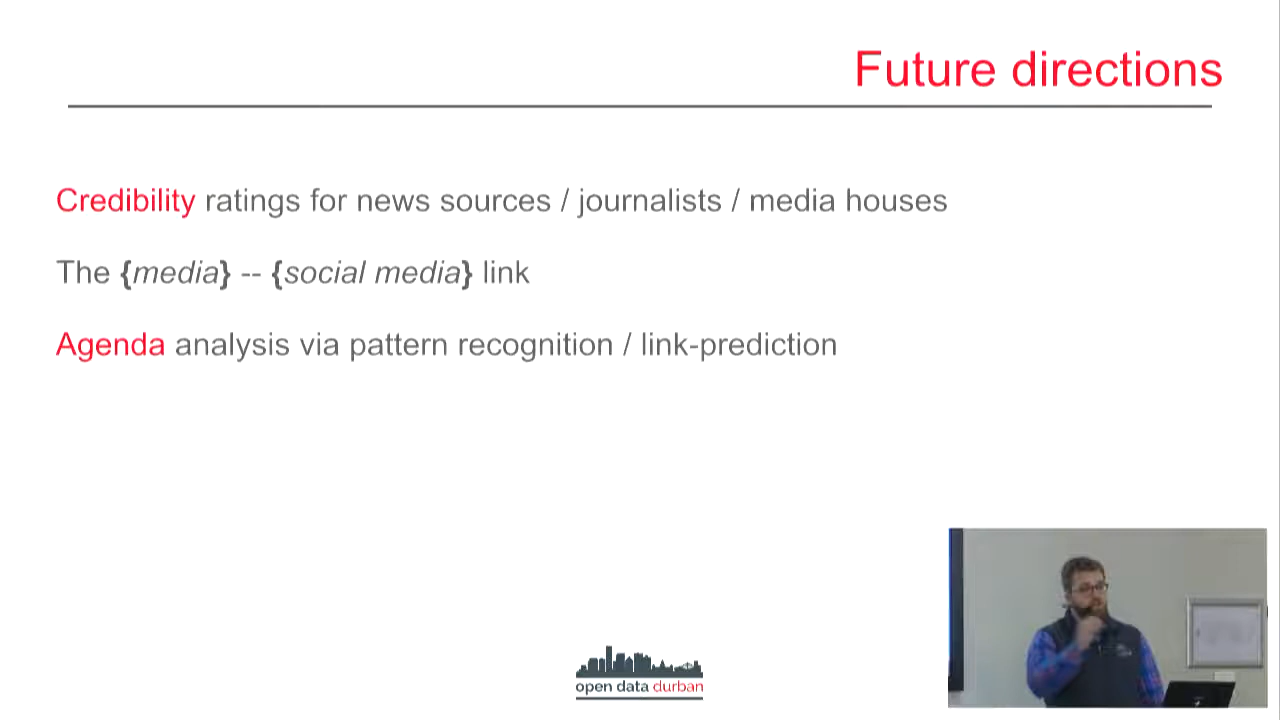 Future directions
Credibility ratings for news sources / journalists / media houses
The {media} -- {social media} link
Agenda analysis via pattern recognition / link-prediction
open data durban